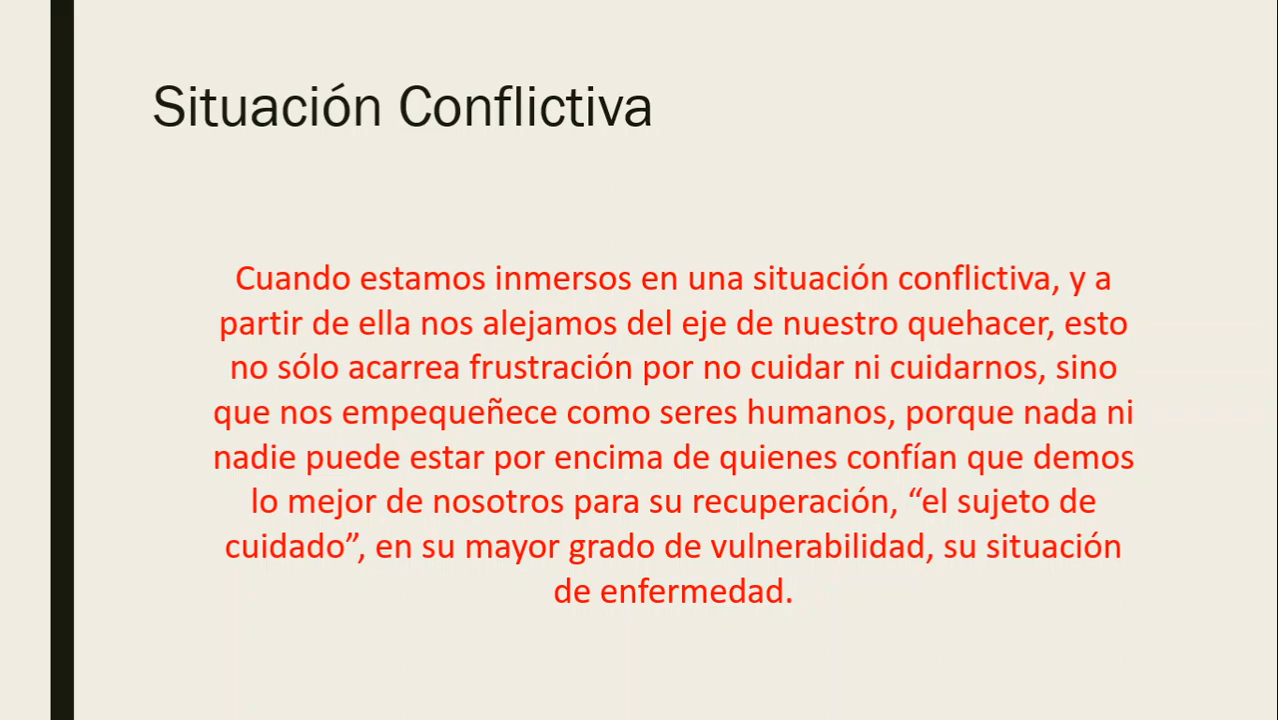 Situación Conflictiva
Cuando estamos inmersos en una situación conflictiva, y a
partir de ella nos alejamos del eje de nuestro quehacer, esto
no sólo acarrea frustración por no cuidar ni cuidarnos, sino
que nos empequeñece como seres humanos, porque nada ni
nadie puede estar por encima de quienes confían que demos
lo mejor de nosotros para su recuperación, “el sujeto de
cuidado”, en su mayor grado de vulnerabilidad, su situación
de enfermedad.